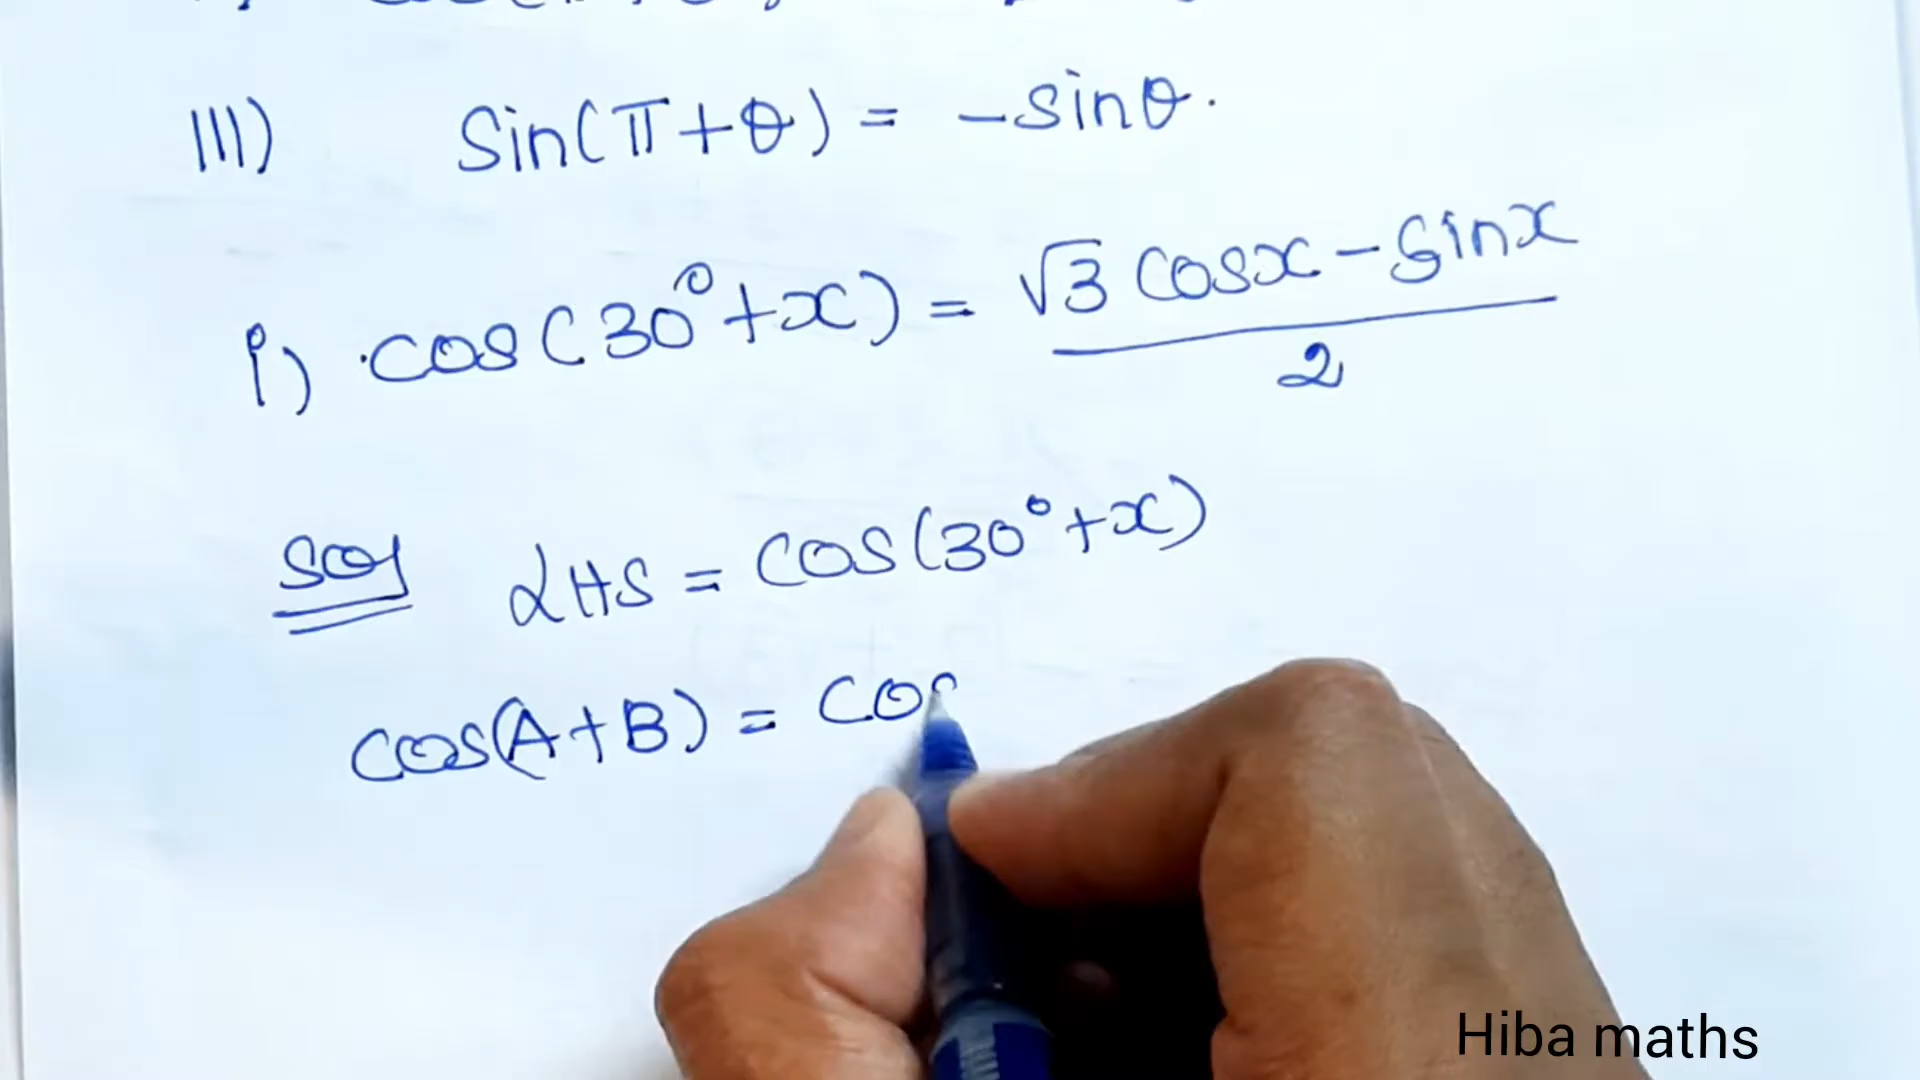 III) Sin(π+θ) = -sinθ.
i) cos(30°+x) = √3 cosx - sinx / 2
Sol LHS = cos(30°+x)
cos(A+B) = cos
Hiba maths